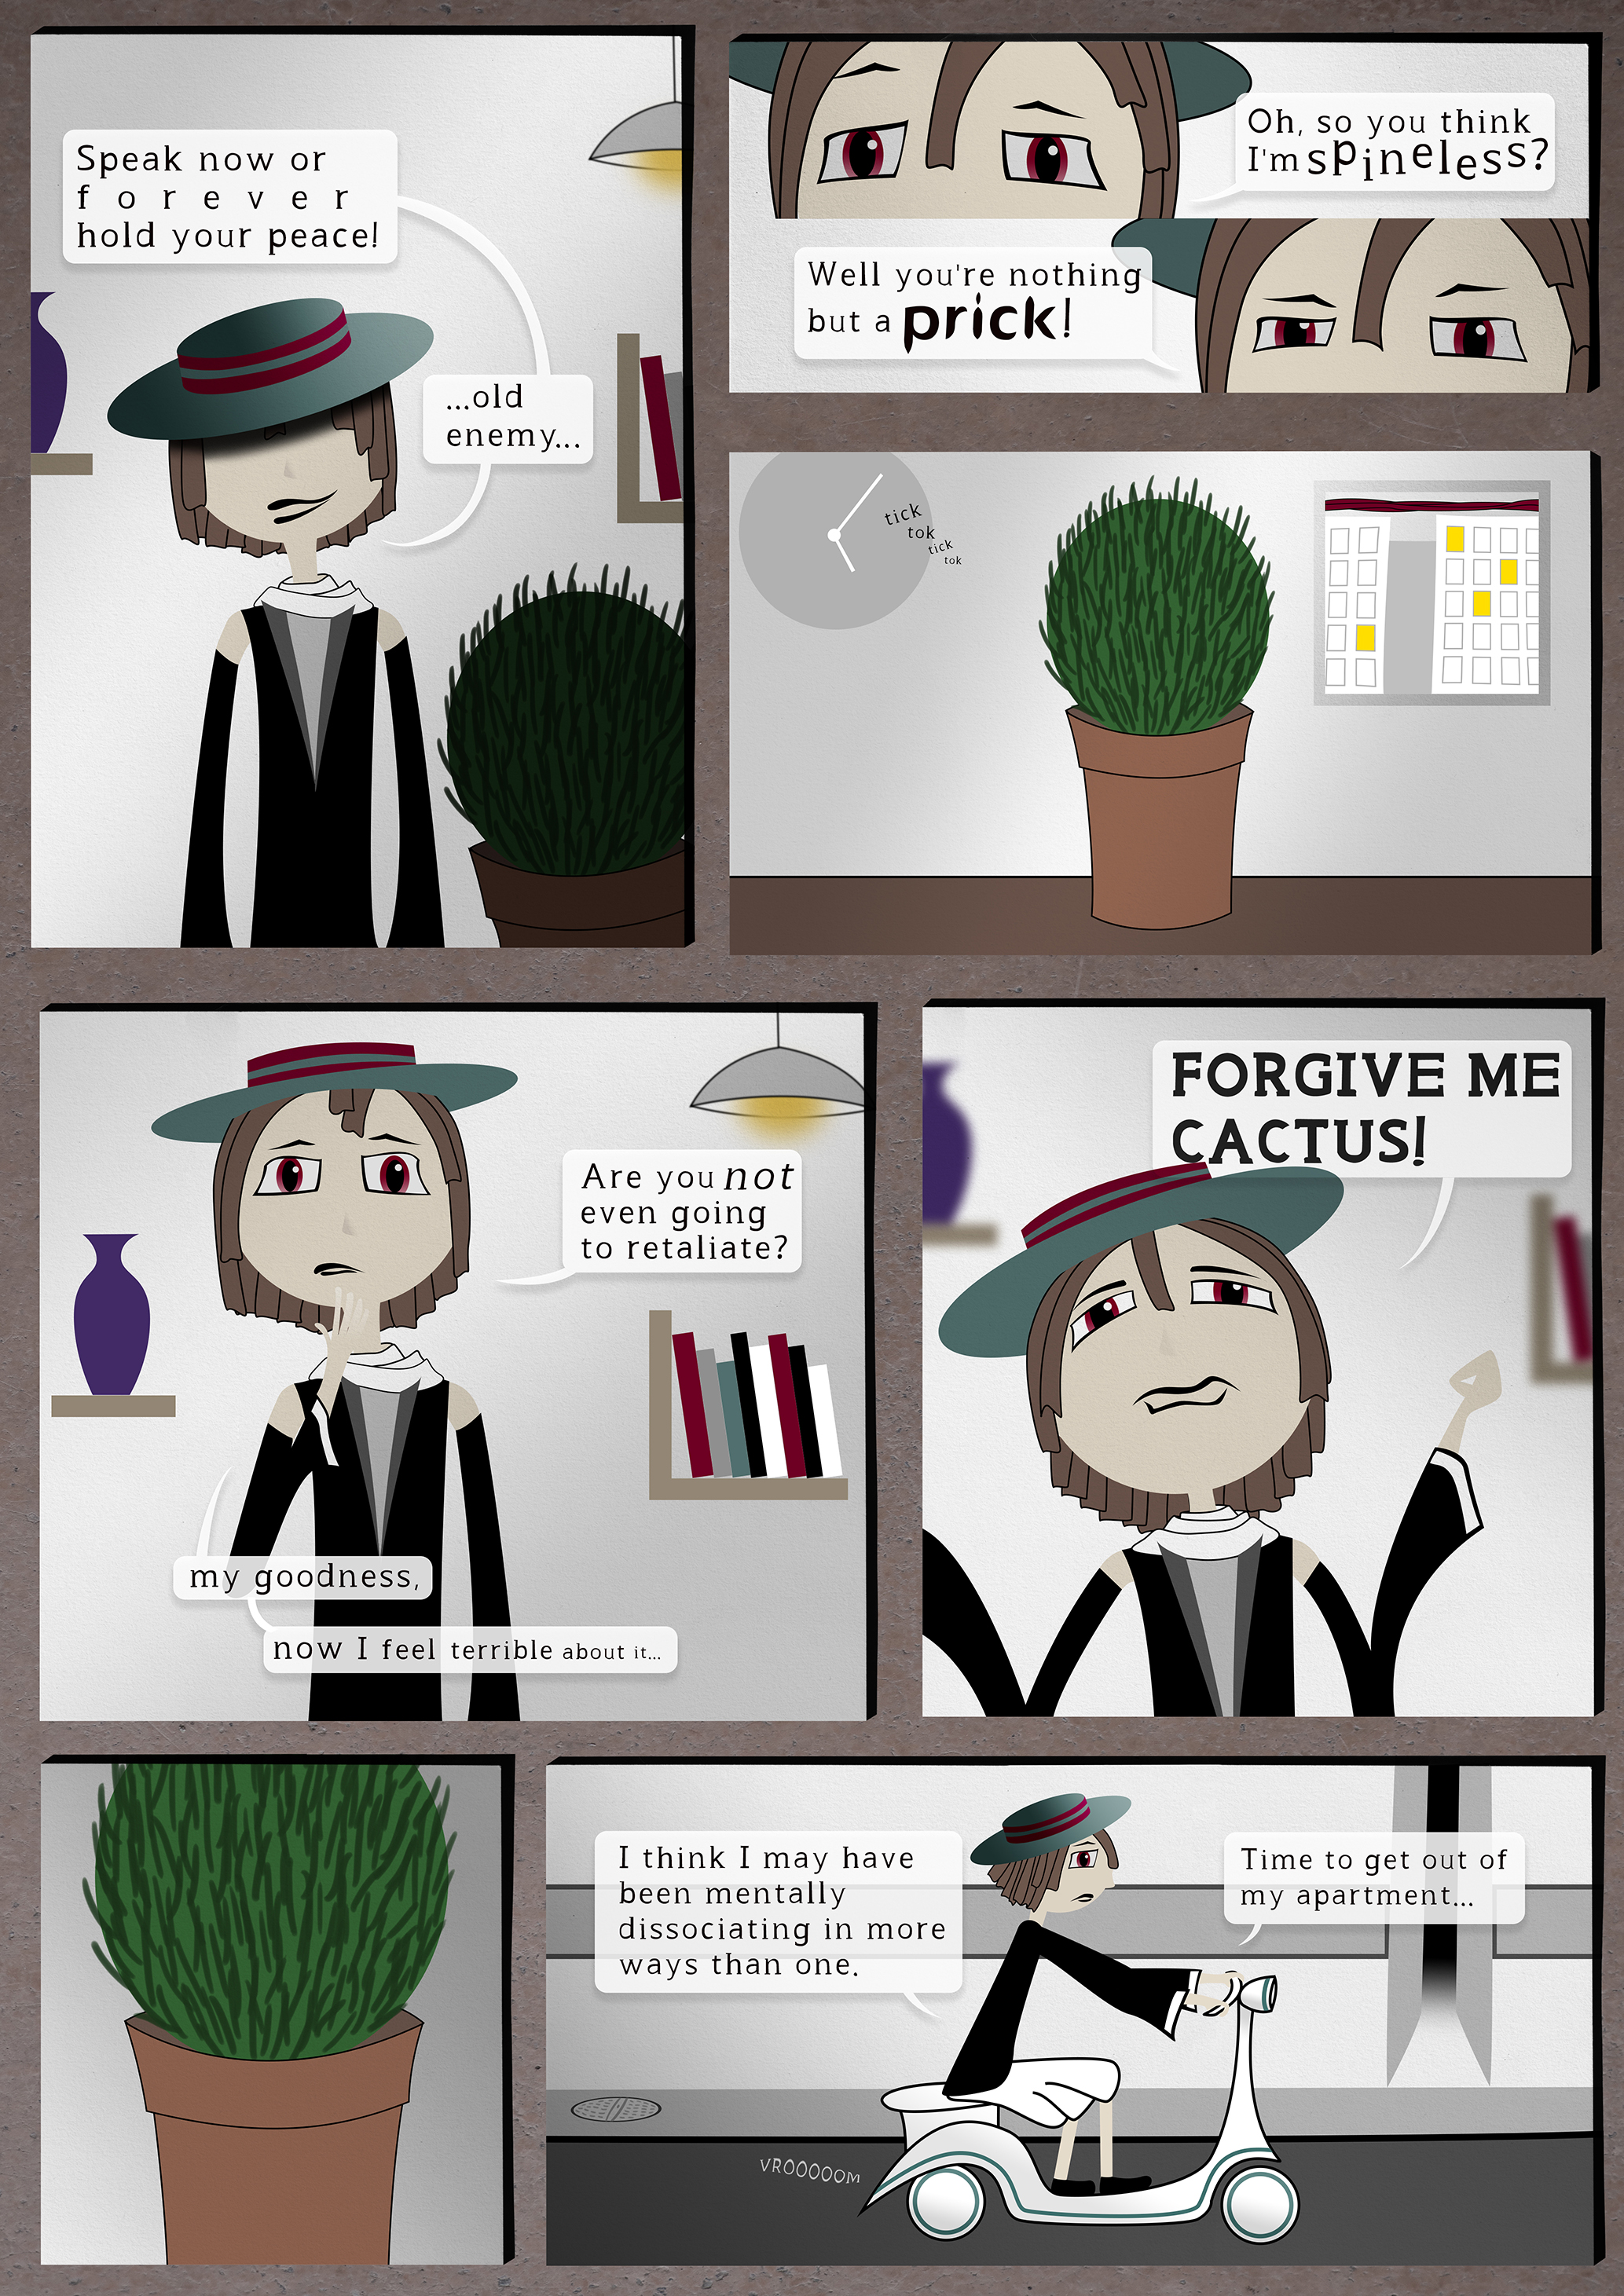 Speak now or
f o r e v e r
hold your peace!
...old
enemy...
Oh, so you think
I'm spineless?
Well you're nothing
but a prick!
tick
tok
tick
tok
Are you not
even going
to retaliate?
my goodness,
now I feel terrible about it...
FORGIVE ME
CACTUS!
I think I may have
been mentally
dissociating in more
ways than one.
Time to get out of
my apartment...
VROOOOOM